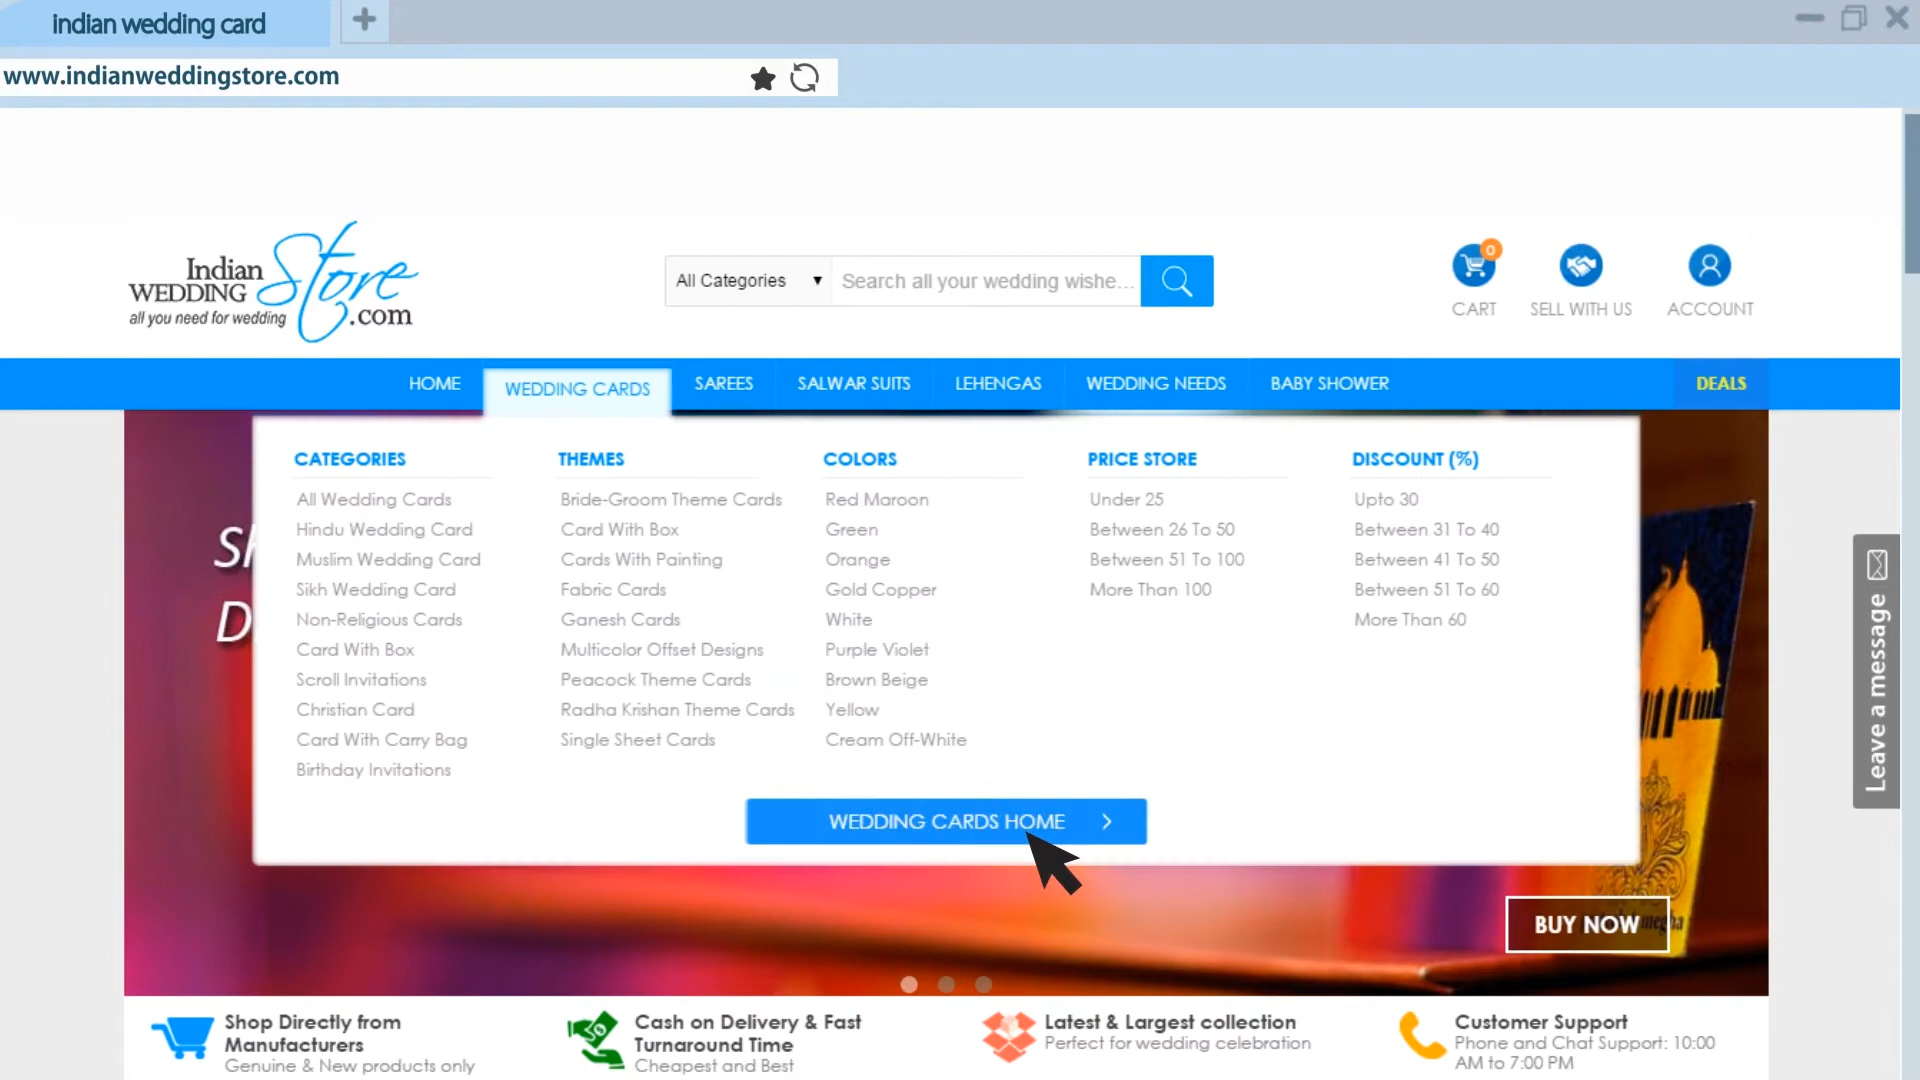 indian wedding card
www.indianweddingstore.com
Indian
WEDDING Store
all you need for wedding .com
All Categories
Search all your wedding wishe...
0
CART
SELL WITH US
ACCOUNT
HOME
WEDDING CARDS
SAREES
SALWAR SUITS
LEHENGAS
WEDDING NEEDS
BABY SHOWER
DEALS
CATEGORIES
All Wedding Cards
Hindu Wedding Card
Muslim Wedding Card
Sikh Wedding Card
Non-Religious Cards
Card With Box
Scroll Invitations
Christian Card
Card With Carry Bag
Birthday Invitations
THEMES
Bride-Groom Theme Cards
Card With Box
Cards With Painting
Fabric Cards
Ganesh Cards
Multicolor Offset Designs
Peacock Theme Cards
Radha Krishan Theme Cards
Single Sheet Cards
COLORS
Red Maroon
Green
Orange
Gold Copper
White
Purple Violet
Brown Beige
Yellow
Cream Off-White
PRICE STORE
Under 25
Between 26 To 50
Between 51 To 100
More Than 100
DISCOUNT (%)
Upto 30
Between 31 To 40
Between 41 To 50
Between 51 To 60
More Than 60
WEDDING CARDS HOME
Leave a message
BUY NOW
Shop Directly from
Manufacturers
Genuine & New products only
Cash on Delivery & Fast
Turnaround Time
Cheapest and Best
Latest & Largest collection
Perfect for wedding celebration
Customer Support
Phone and Chat Support: 10:00
AM to 7:00 PM